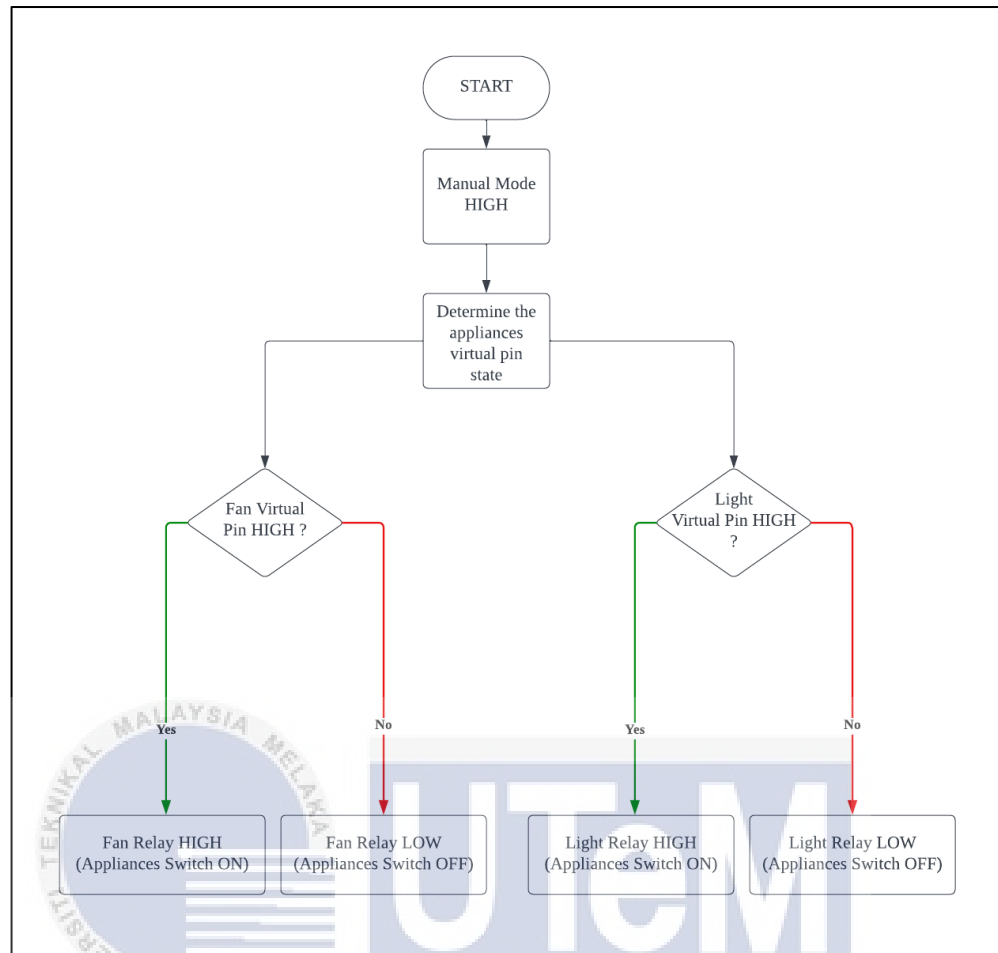 START
Manual Mode
HIGH
Determine the
appliances
virtual pin
state
Fan Virtual
Pin HIGH ?
Light
Virtual Pin HIGH
?
Yes
No
Yes
No
Fan Relay HIGH
(Appliances Switch ON)
Fan Relay LOW
(Appliances Switch OFF)
Light Relay HIGH
(Appliances Switch ON)
Light Relay LOW
(Appliances Switch OFF)
TEKNIKAL MALAYSIA MELAKA
UTeM